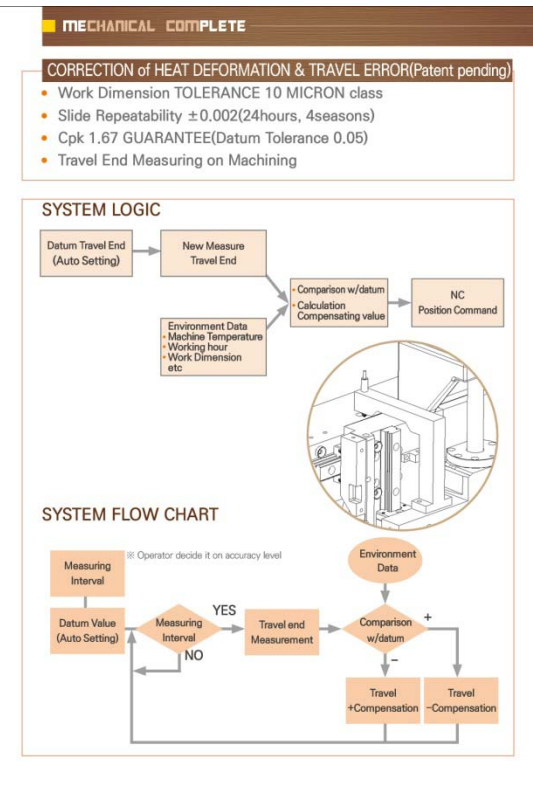 MECHANICAL COMPLETE
CORRECTION of HEAT DEFORMATION & TRAVEL ERROR(Patent pending)
• Work Dimension TOLERANCE 10 MICRON class
• Slide Repeatability ±0.002(24hours, 4seasons)
• Cpk 1.67 GUARANTEE(Datum Tolerance 0.05)
• Travel End Measuring on Machining
SYSTEM LOGIC
Datum Travel End
(Auto Setting)
New Measure
Travel End
Environment Data
• Machine Temperature
• Working hour
• Work Dimension
etc
• Comparison w/datum
• Calculation
Compensating value
NC
Position Command
SYSTEM FLOW CHART
Measuring
Interval
※ Operator decide it on accuracy level
Datum Value
(Auto Setting)
Measuring
Interval
YES
NO
Travel end
Measurement
Environment
Data
Comparison
w/datum
+
−
Travel
+Compensation
Travel
−Compensation